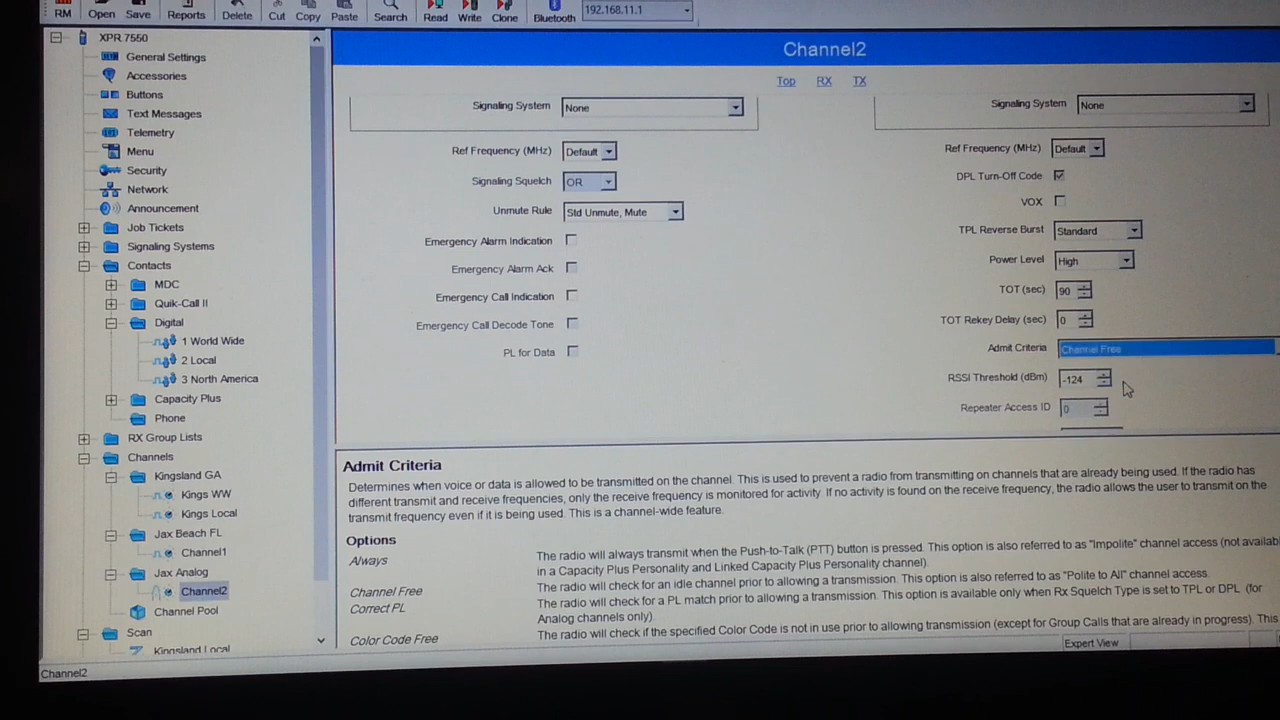 RM Open Save Reports Delete Cut Copy Paste Search Read Write Clone Bluetooth 192.168.11.1
XPR 7550
General Settings
Accessories
Buttons
Text Messages
Telemetry
Menu
Security
Network
Announcement
Job Tickets
Signaling Systems
Contacts
MDC
Quik-Call II
Digital
1 World Wide
2 Local
3 North America
Capacity Plus
Phone
RX Group Lists
Channels
Kingsland GA
Kings WW
Kings Local
Jax Beach FL
Channel1
Jax Analog
Channel2
Channel Pool
Scan
Kingsland Local
Channel2
Top RX TX
Signaling System None
Ref Frequency (MHz) Default
Signaling Squelch OR
Unmute Rule Std Unmute, Mute
Emergency Alarm Indication
Emergency Alarm Ack
Emergency Call Indication
Emergency Call Decode Tone
PL for Data
Signaling System None
Ref Frequency (MHz) Default
DPL Turn-Off Code
VOX
TPL Reverse Burst Standard
Power Level High
TOT (sec) 90
TOT Rekey Delay (sec) 0
Admit Criteria Channel Free
RSSI Threshold (dBm) -124
Repeater Access ID 0
Admit Criteria
Determines when voice or data is allowed to be transmitted on the channel. This is used to prevent a radio from transmitting on channels that are already being used. If the radio has
different transmit and receive frequencies, only the receive frequency is monitored for activity. If no activity is found on the receive frequency, the radio allows the user to transmit on the
transmit frequency even if it is being used. This is a channel-wide feature.
Options
Always The radio will always transmit when the Push-to-Talk (PTT) button is pressed. This option is also referred to as "Impolite" channel access (not availab
in a Capacity Plus Personality and Linked Capacity Plus Personality channel).
Channel Free The radio will check for an idle channel prior to allowing a transmission. This option is also referred to as "Polite to All" channel access.
Correct PL The radio will check for a PL match prior to allowing a transmission. This option is available only when Rx Squelch Type is set to TPL or DPL (for
Analog channels only).
Color Code Free The radio will check if the specified Color Code is not in use prior to allowing transmission (except for Group Calls that are already in progress). This
Expert View
Channel2